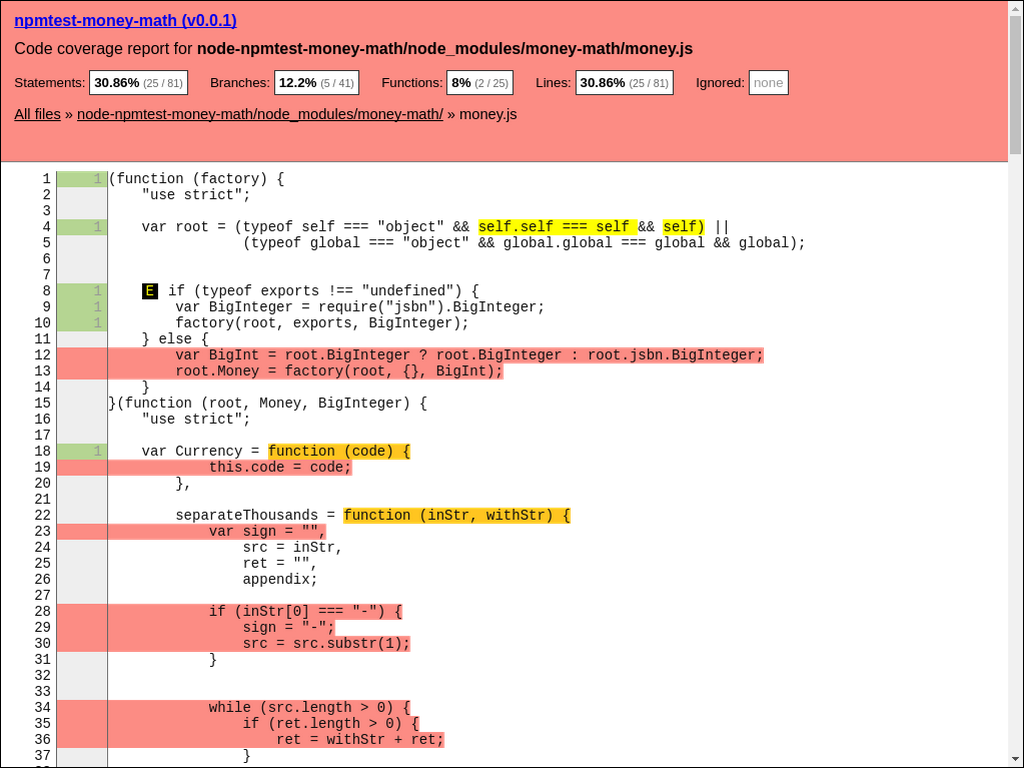 npmtest-money-math (v0.0.1)
Code coverage report for node-npmtest-money-math/node_modules/money-math/money.js
Statements: 30.86% (25 / 81) Branches: 12.2% (5 / 41) Functions: 8% (2 / 25) Lines: 30.86% (25 / 81) Ignored: none
All files » node-npmtest-money-math/node_modules/money-math/ » money.js
1 1 (function (factory) {
2     "use strict";
3
4 1     var root = (typeof self === "object" && self.self === self && self) ||
5                 (typeof global === "object" && global.global === global && global);
6
7
8 1     E if (typeof exports !== "undefined") {
9 1         var BigInteger = require("jsbn").BigInteger;
10 1         factory(root, exports, BigInteger);
11     } else {
12         var BigInt = root.BigInteger ? root.BigInteger : root.jsbn.BigInteger;
13         root.Money = factory(root, {}, BigInt);
14     }
15 }(function (root, Money, BigInteger) {
16     "use strict";
17
18 1     var Currency = function (code) {
19             this.code = code;
20         },
21
22         separateThousands = function (inStr, withStr) {
23             var sign = "",
24                 src = inStr,
25                 ret = "",
26                 appendix;
27
28             if (inStr[0] === "-") {
29                 sign = "-";
30                 src = src.substr(1);
31             }
32
33
34             while (src.length > 0) {
35                 if (ret.length > 0) {
36                     ret = withStr + ret;
37                 }